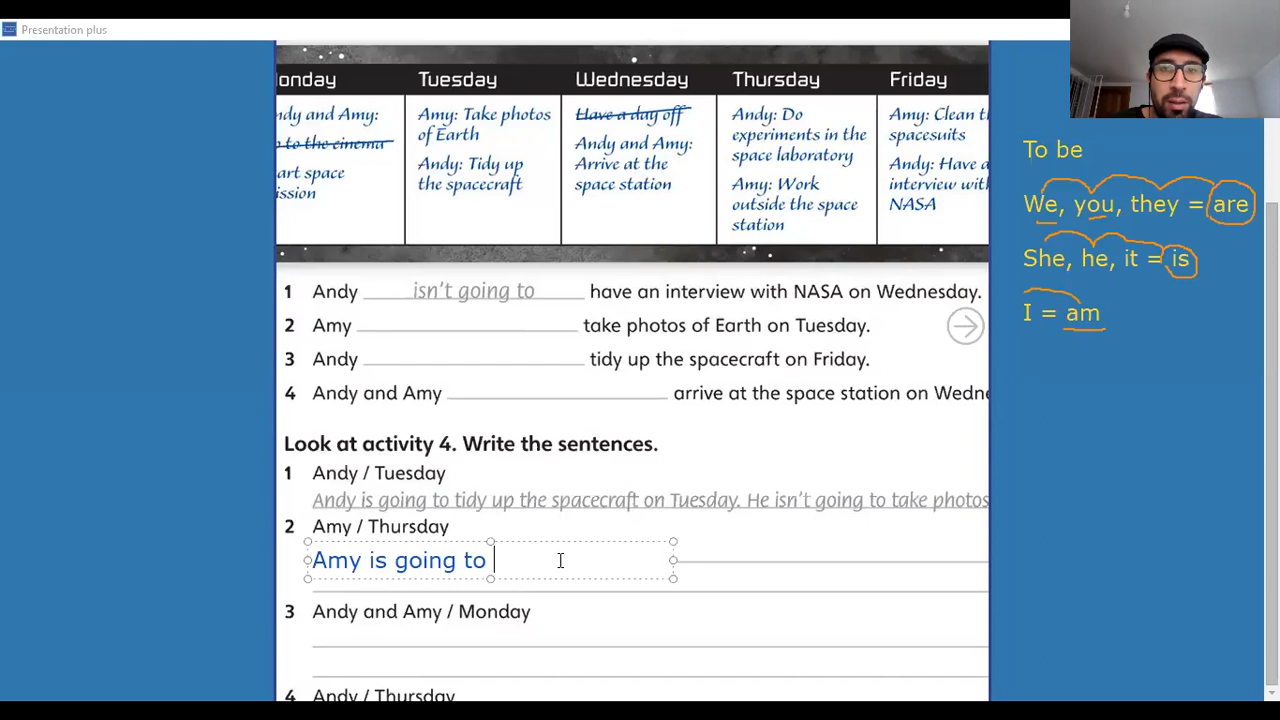 Presentation plus
onday
ndy and Amy:
to the cinema
art space
ission
Tuesday
Amy: Take photos
of Earth
Andy: Tidy up
the spacecraft
Wednesday
Have a day off
Andy and Amy:
Arrive at the
space station
Thursday
Andy: Do
experiments in the
space laboratory
Amy: Work
outside the space
station
Friday
Amy: Clean th
spacesuits
Andy: Have a
interview with
NASA
1 Andy isn't going to have an interview with NASA on Wednesday.
2 Amy take photos of Earth on Tuesday.
3 Andy tidy up the spacecraft on Friday.
4 Andy and Amy arrive at the space station on Wedne
Look at activity 4. Write the sentences.
1 Andy / Tuesday
Andy is going to tidy up the spacecraft on Tuesday. He isn't going to take photos
2 Amy / Thursday
Amy is going to
3 Andy and Amy / Monday
4 Andy / Thursday
To be
We, you, they = are
She, he, it = is
I = am